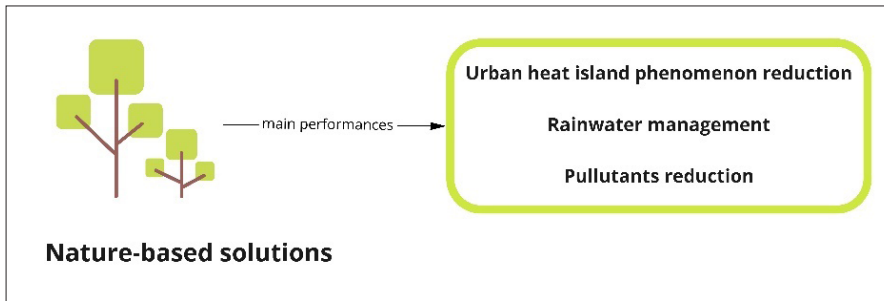 Urban heat island phenomenon reduction
main performances
Rainwater management
Pullutants reduction
Nature-based solutions